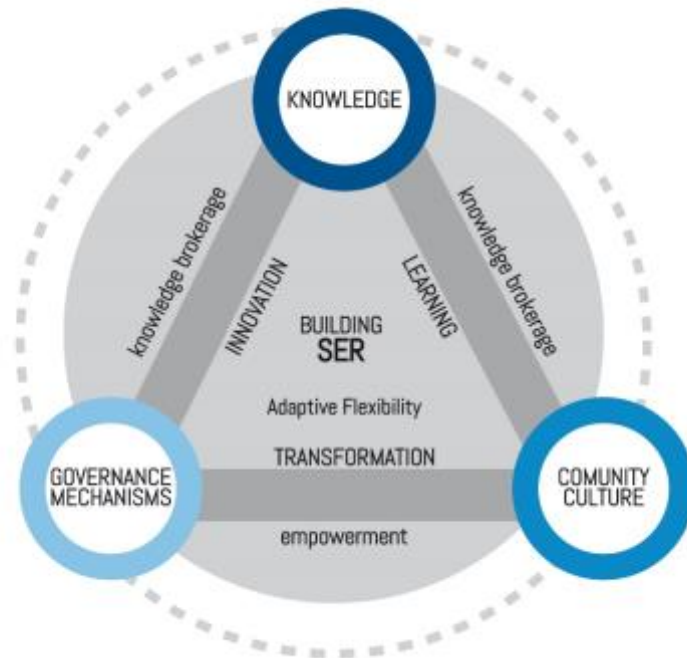 KNOWLEDGE
knowledge brokerage
INNOVATION
LEARNING
knowledge brokerage
BUILDING
SER
Adaptive Flexibility
TRANSFORMATION
GOVERNANCE
MECHANISMS
COMUNITY
CULTURE
empowerment